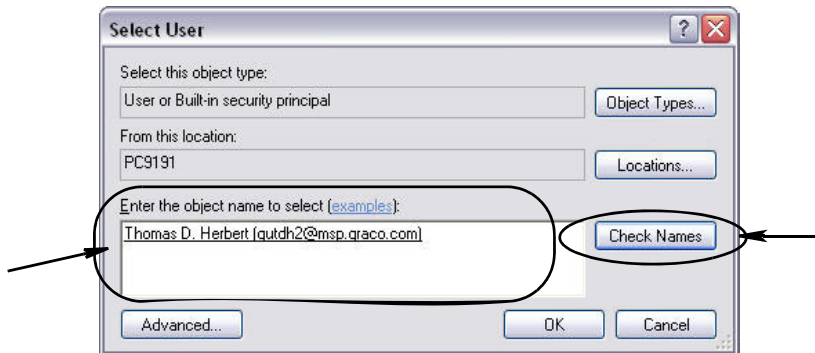 Select User
Select this object type:
User or Built-in security principal
Object Types...
From this location:
PC9191
Locations...
Enter the object name to select (examples):
Thomas D. Herbert (qutdh2@msp.graco.com)
Check Names
Advanced...
OK
Cancel